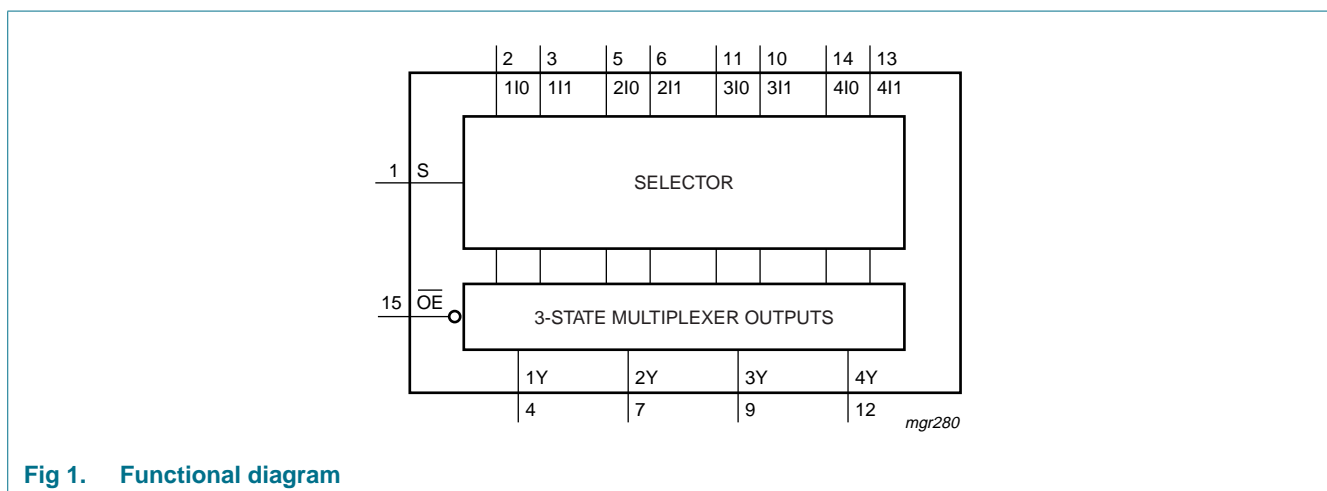 2 3 5 6 11 10 14 13
1I0 1I1 2I0 2I1 3I0 3I1 4I0 4I1
1 S
SELECTOR
15 OE
3-STATE MULTIPLEXER OUTPUTS
1Y 2Y 3Y 4Y
4 7 9 12
mgr280
Fig 1. Functional diagram